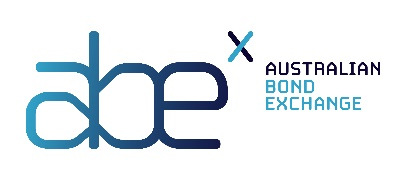 abe x
AUSTRALIAN
BOND
EXCHANGE